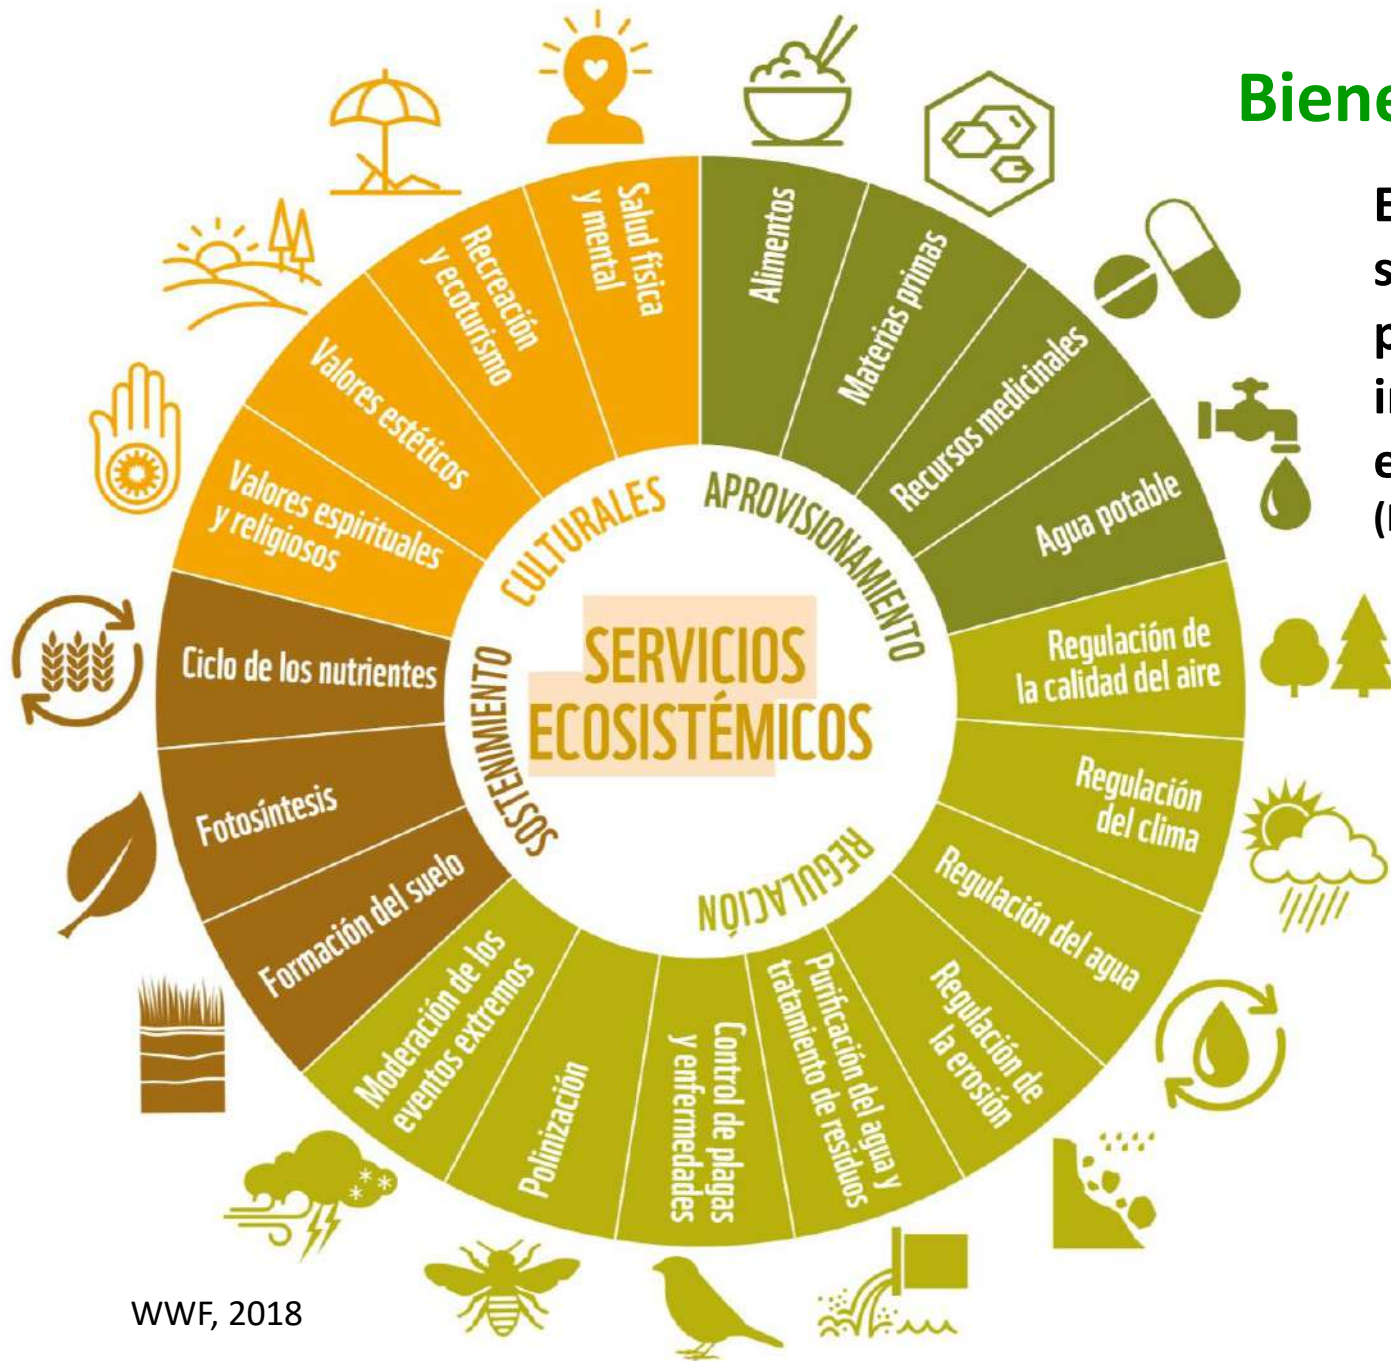 Biene
E
s
p
i
e
(
Alimentos
Materias primas
Recursos medicinales
Agua potable
Regulación de
la calidad del aire
Regulación
del clima
Regulación del agua
Regulación de
la erosión
Purificación del agua y
tratamiento de residuos
Control de plagas
y enfermedades
Polinización
Moderación de los
eventos extremos
Formación del suelo
Fotosíntesis
Ciclo de los nutrientes
Valores espirituales
y religiosos
Valores estéticos
Recreación
y ecoturismo
Salud física
y mental
CULTURALES
APROVISIONAMIENTO
SOSTENIMIENTO
REGULACIÓN
SERVICIOS
ECOSISTÉMICOS
WWF, 2018